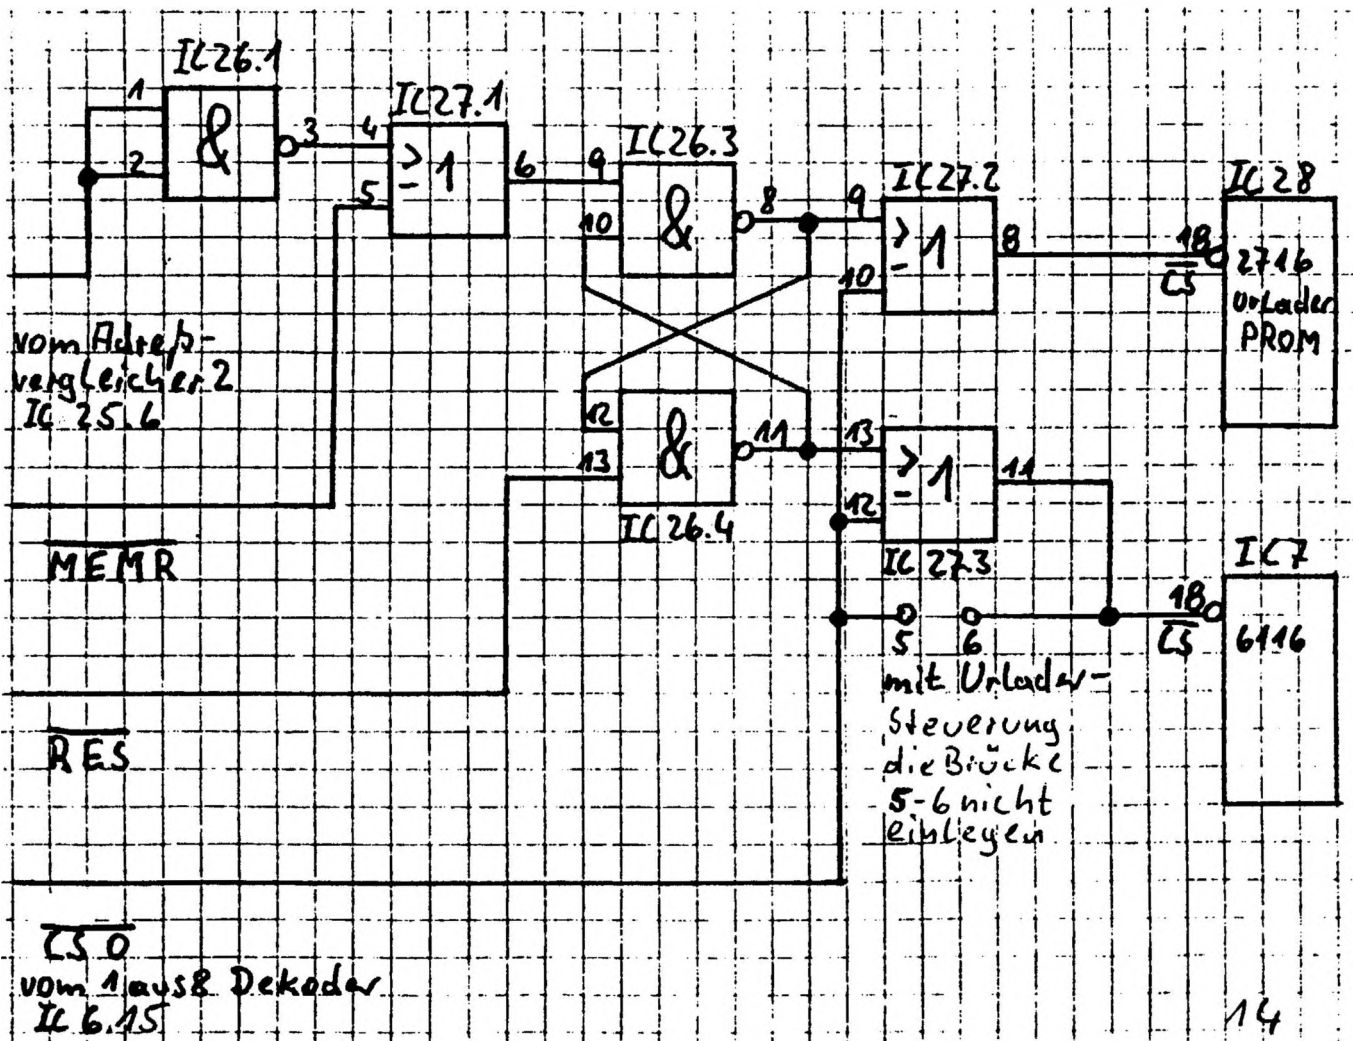 IC26.1
1
2
&
3
IC27.1
4
5
≥1
6
IC26.3
9
10
&
8
IC27.2
9
10
≥1
8
IC28
18
CS
2716
Urlader
PROM
vom Adreß-
vergleicher 2
IC 25.6
12
13
&
11
IC26.4
13
12
≥1
11
IC 27.3
MEMR
5
6
mit Urlader-
Steuerung
die Brücke
5-6 nicht
einlegen
IC7
18
CS
6116
RES
CS 0
vom 1 aus 8 Dekoder
IC 6.15
14